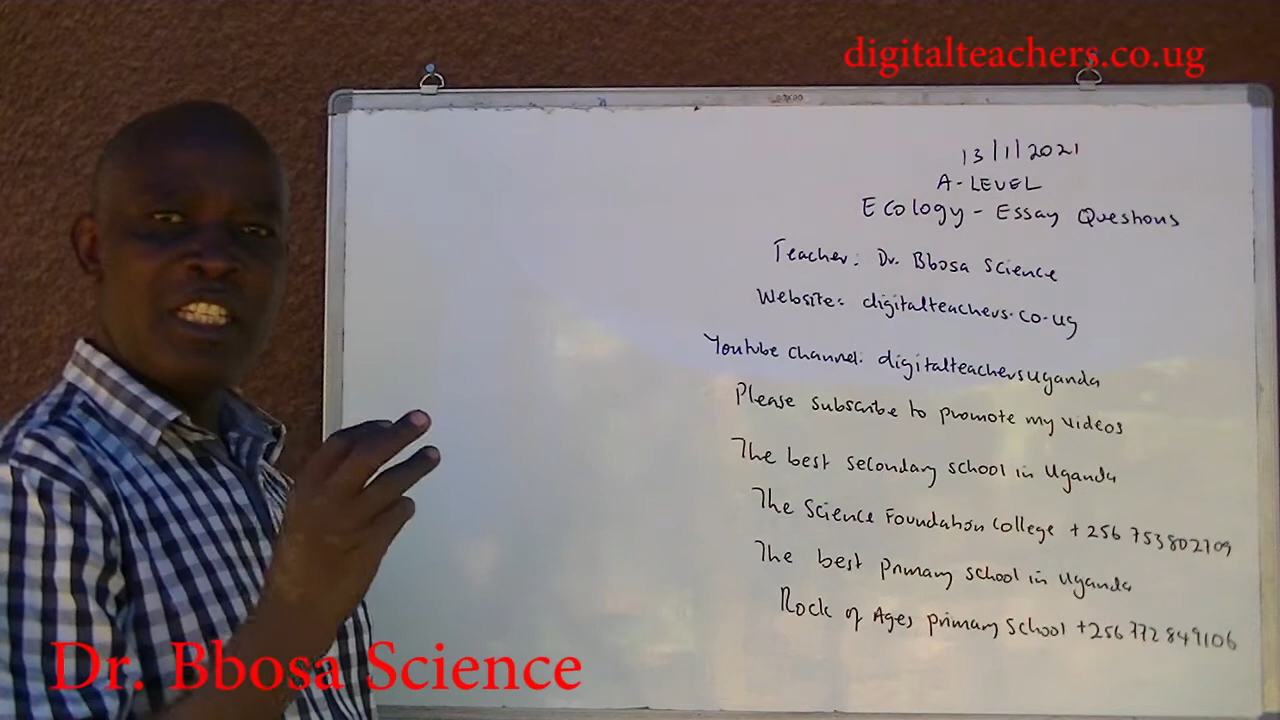 digitalteachers.co.ug
13/1/2021
A-LEVEL
Ecology - Essay Questions
Teacher: Dr. Bbosa Science
Website: digitalteachers.co.ug
Youtube channel: digitalteachersuganda
Please subscribe to promote my videos
The best secondary school in Uganda
The Science Foundation College +256 753802709
The best primary school in Uganda
Rock of Ages primary school +256 772 849106
Dr. Bbosa Science